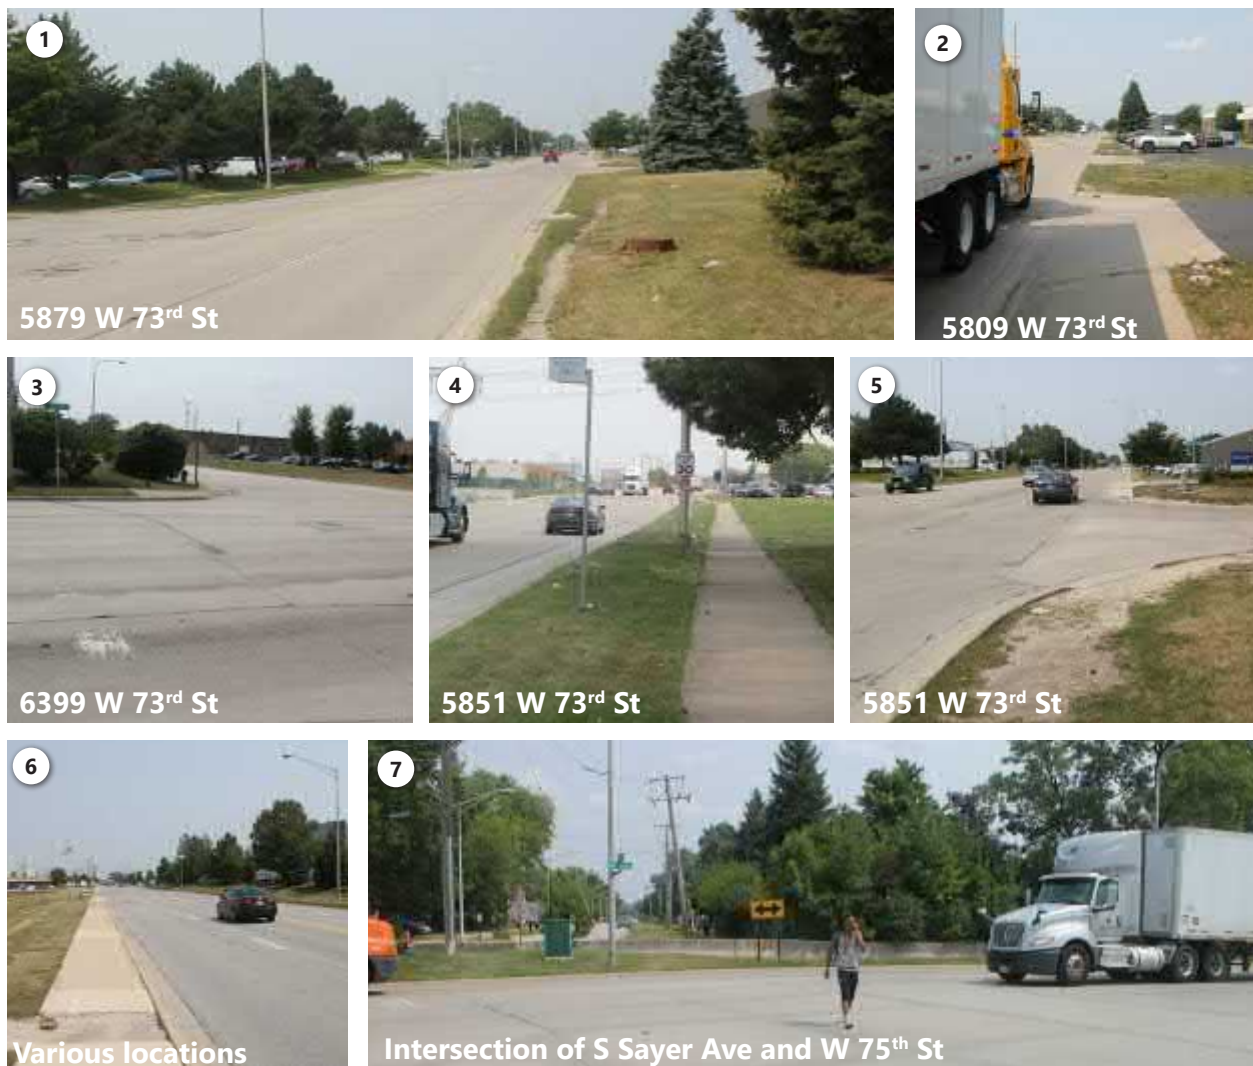 1
5879 W 73rd St
2
5809 W 73rd St
3
6399 W 73rd St
4
30
5851 W 73rd St
5
5851 W 73rd St
6
Various locations
7
Intersection of S Sayer Ave and W 75th St